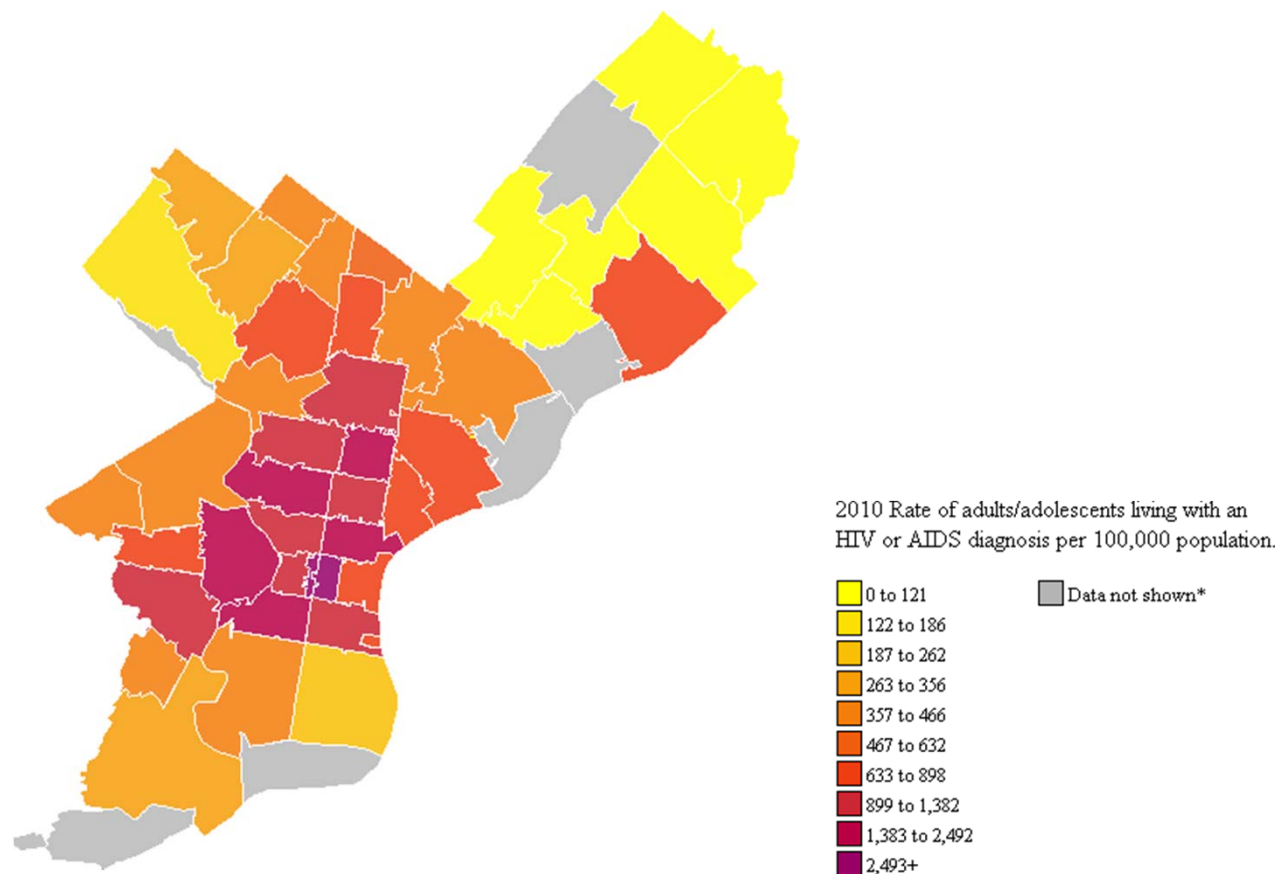 2010 Rate of adults/adolescents living with an
HIV or AIDS diagnosis per 100,000 population.
0 to 121
Data not shown*
122 to 186
187 to 262
263 to 356
357 to 466
467 to 632
633 to 898
899 to 1,382
1,383 to 2,492
2,493+